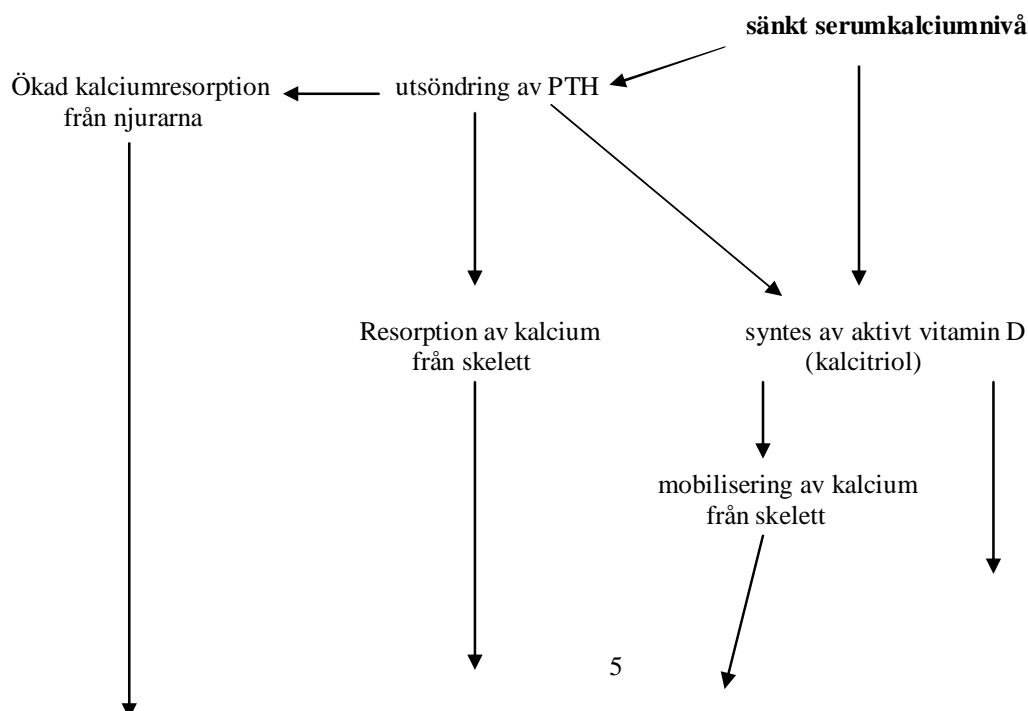 sänkt serumkalciumnivå
Ökad kalciumresorption
från njurarna
utsöndring av PTH
Resorption av kalcium
från skelett
syntes av aktivt vitamin D
(kalcitriol)
mobilisering av kalcium
från skelett
5